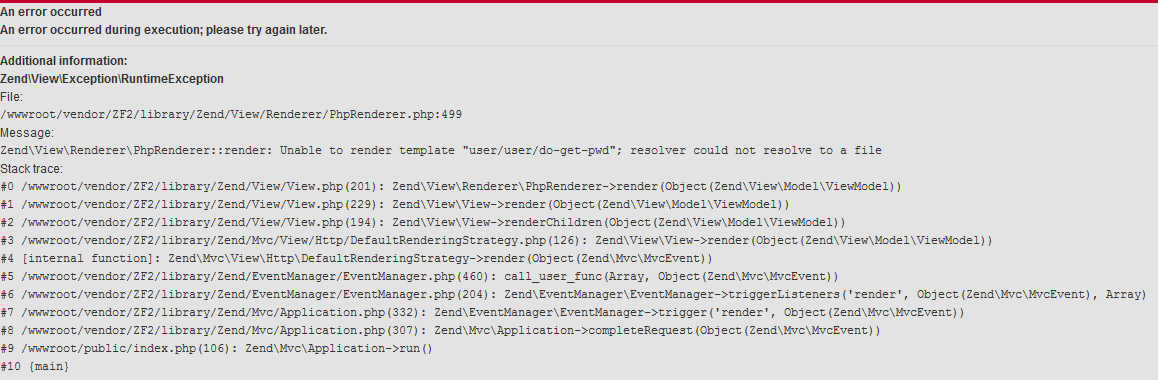 An error occurred
An error occurred during execution; please try again later.
Additional information:
Zend\View\Exception\RuntimeException
File:
/wwwroot/vendor/ZF2/library/Zend/View/Renderer/PhpRenderer.php:499
Message:
Zend\View\Renderer\PhpRenderer::render: Unable to render template "user/user/do-get-pwd"; resolver could not resolve to a file
Stack trace:
#0 /wwwroot/vendor/ZF2/library/Zend/View/View.php(201): Zend\View\Renderer\PhpRenderer->render(Object(Zend\View\Model\ViewModel))
#1 /wwwroot/vendor/ZF2/library/Zend/View/View.php(229): Zend\View\View->render(Object(Zend\View\Model\ViewModel))
#2 /wwwroot/vendor/ZF2/library/Zend/View/View.php(194): Zend\View\View->renderChildren(Object(Zend\View\Model\ViewModel))
#3 /wwwroot/vendor/ZF2/library/Zend/Mvc/View/Http/DefaultRenderingStrategy.php(126): Zend\View\View->render(Object(Zend\View\Model\ViewModel))
#4 [internal function]: Zend\Mvc\View\Http\DefaultRenderingStrategy->render(Object(Zend\Mvc\MvcEvent))
#5 /wwwroot/vendor/ZF2/library/Zend/EventManager/EventManager.php(460): call_user_func(Array, Object(Zend\Mvc\MvcEvent))
#6 /wwwroot/vendor/ZF2/library/Zend/EventManager/EventManager.php(204): Zend\EventManager\EventManager->triggerListeners('render', Object(Zend\Mvc\MvcEvent), Array)
#7 /wwwroot/vendor/ZF2/library/Zend/Mvc/Application.php(332): Zend\EventManager\EventManager->trigger('render', Object(Zend\Mvc\MvcEvent))
#8 /wwwroot/vendor/ZF2/library/Zend/Mvc/Application.php(307): Zend\Mvc\Application->completeRequest(Object(Zend\Mvc\MvcEvent))
#9 /wwwroot/public/index.php(106): Zend\Mvc\Application->run()
#10 {main}